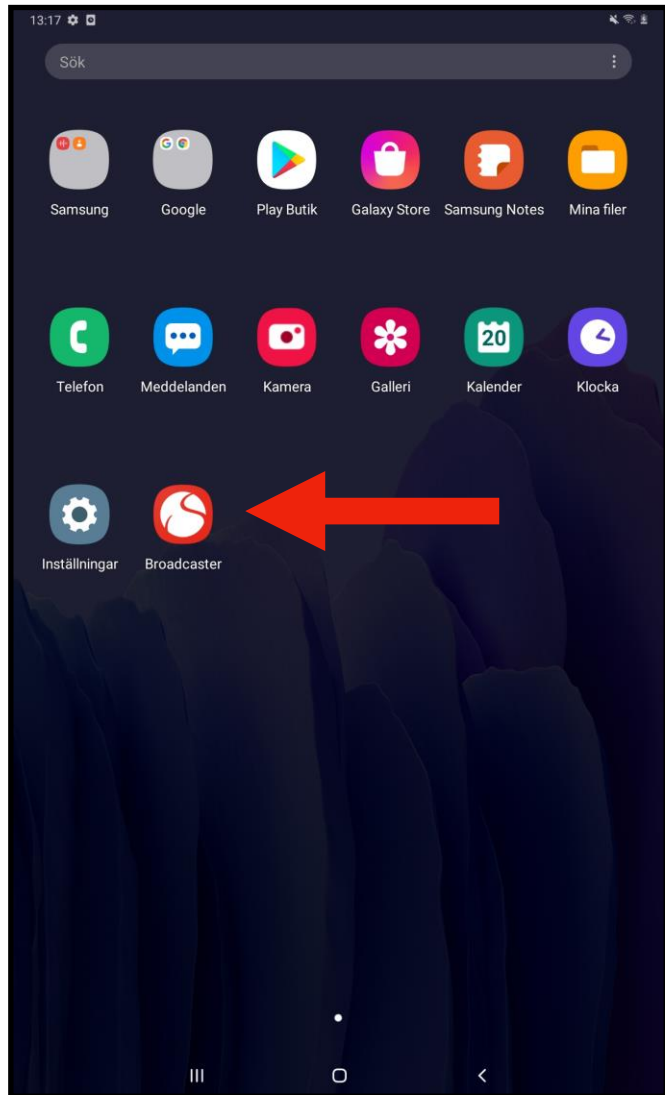 13:17
Sök
Samsung
Google
Play Butik
Galaxy Store
Samsung Notes
Mina filer
20
Telefon
Meddelanden
Kamera
Galleri
Kalender
Klocka
Inställningar
Broadcaster